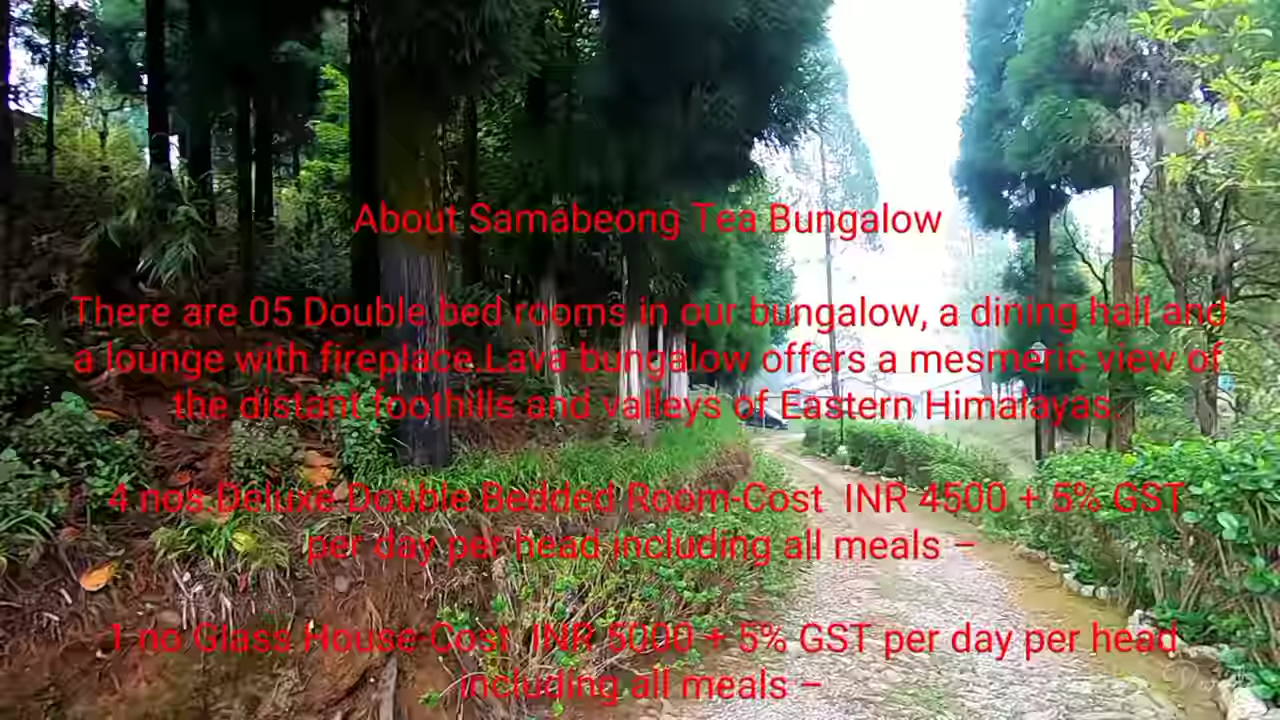 About Samabeong Tea Bungalow
There are 05 Double bed rooms in our bungalow, a dining hall and
a lounge with fireplace.Lava bungalow offers a mesmeric view of
the distant foothills and valleys of Eastern Himalayas.
4 nos.Deluxe Double Bedded Room-Cost  INR 4500 + 5% GST
per day per head including all meals –
1 no Glass House-Cost  INR 5000 + 5% GST per day per head
including all meals –